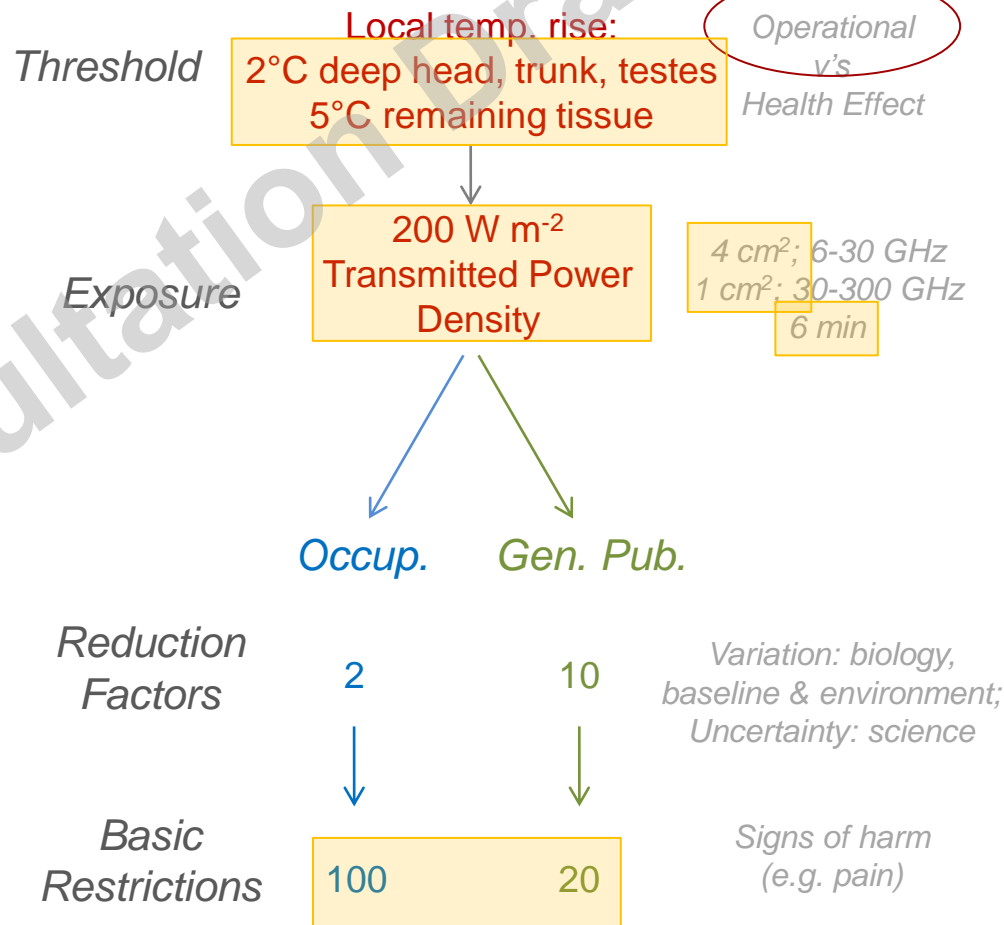 Local temp. rise:
Threshold
2°C deep head, trunk, testes
5°C remaining tissue
Operational
v's
Health Effect
Exposure
200 W m⁻²
Transmitted Power
Density
4 cm²; 6-30 GHz
1 cm²; 30-300 GHz
6 min
Occup.
Gen. Pub.
Reduction
Factors
2
10
Variation: biology,
baseline & environment;
Uncertainty: science
Basic
Restrictions
100
20
Signs of harm
(e.g. pain)